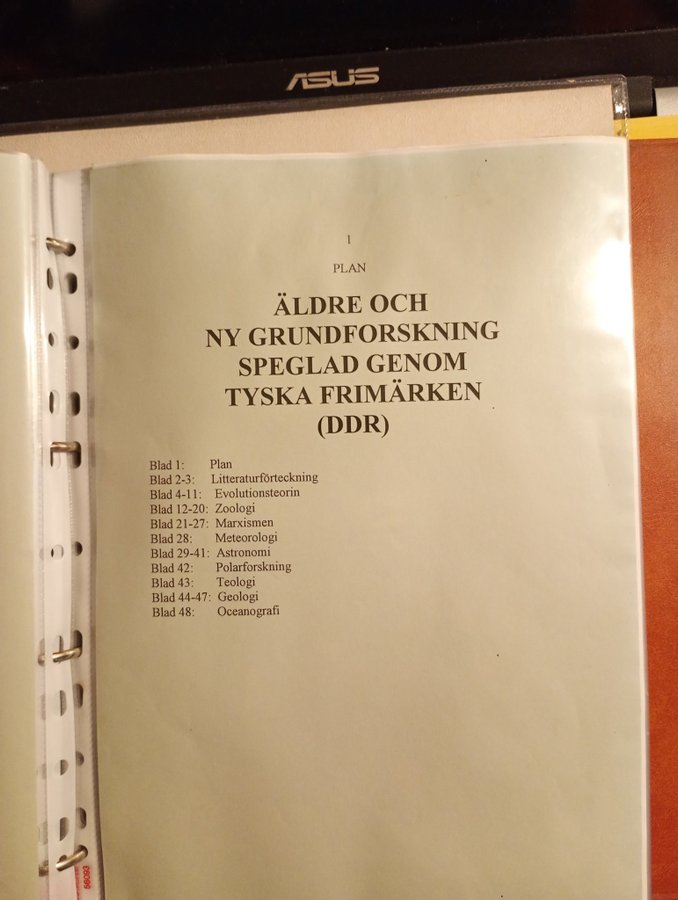 ASUS
1
PLAN
ÄLDRE OCH
NY GRUNDFORSKNING
SPEGLAD GENOM
TYSKA FRIMÄRKEN
(DDR)
Blad 1: Plan
Blad 2-3: Litteraturförteckning
Blad 4-11: Evolutionsteorin
Blad 12-20: Zoologi
Blad 21-27: Marxismen
Blad 28: Meteorologi
Blad 29-41: Astronomi
Blad 42: Polarforskning
Blad 43: Teologi
Blad 44-47: Geologi
Blad 48: Oceanografi
56093